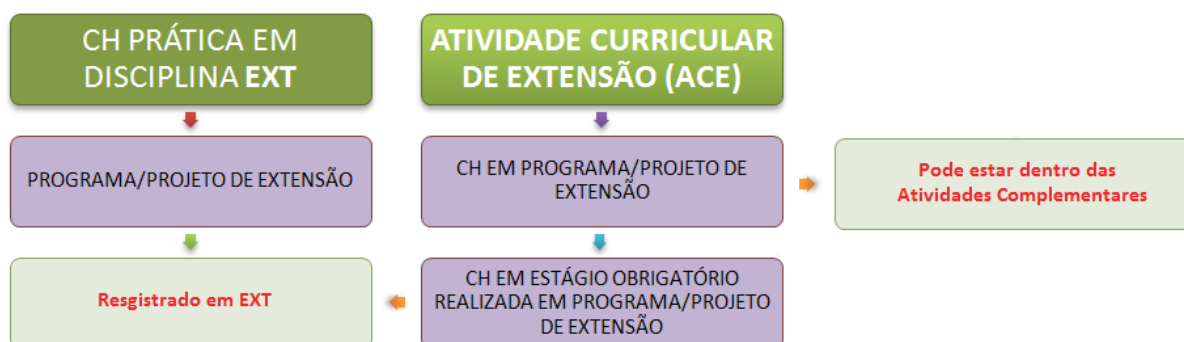 CH PRÁTICA EM
DISCIPLINA EXT
ATIVIDADE CURRICULAR
DE EXTENSÃO (ACE)
PROGRAMA/PROJETO DE EXTENSÃO
CH EM PROGRAMA/PROJETO DE
EXTENSÃO
Pode estar dentro das
Atividades Complementares
Resgistrado em EXT
CH EM ESTÁGIO OBRIGATÓRIO
REALIZADA EM PROGRAMA/PROJETO
DE EXTENSÃO